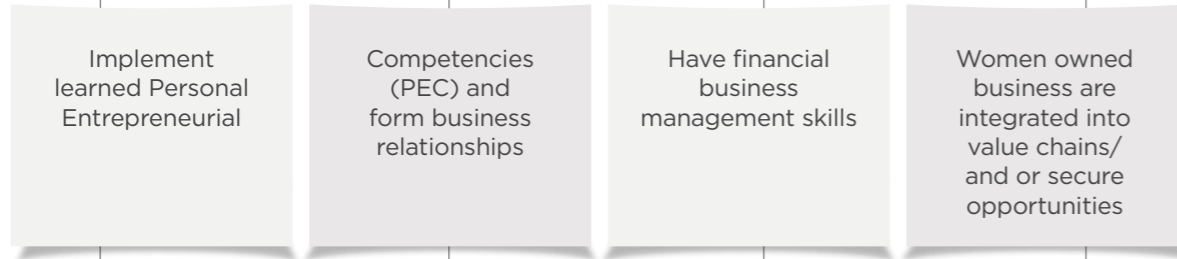 Implement
learned Personal
Entrepreneurial
Competencies
(PEC) and
form business
relationships
Have financial
business
management skills
Women owned
business are
integrated into
value chains/
and or secure
opportunities